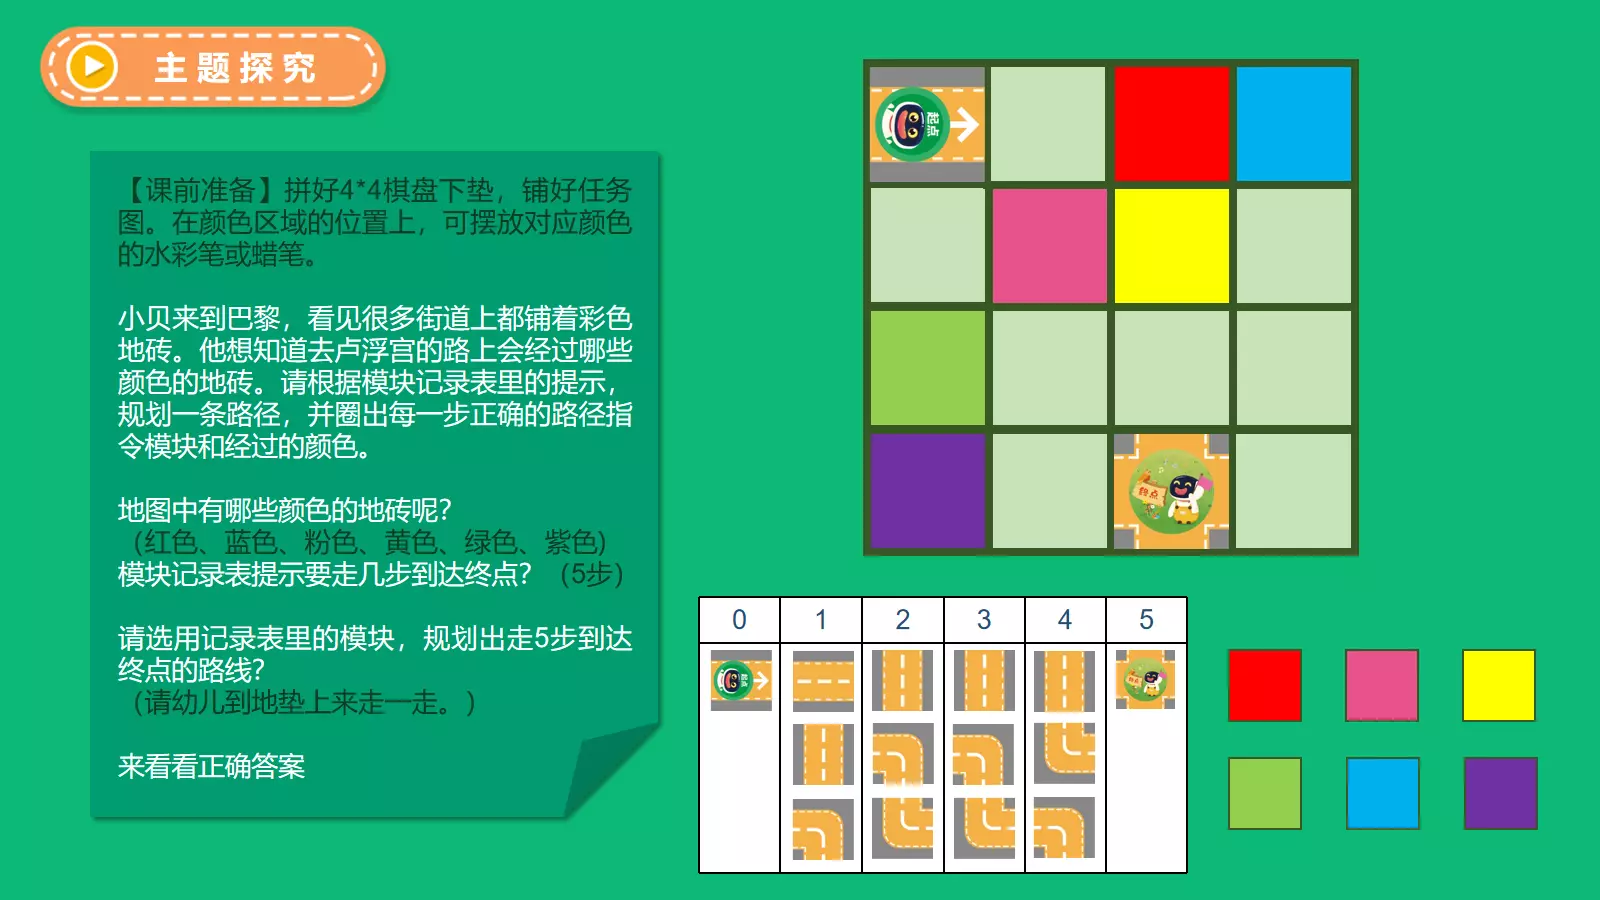 主题探究
【课前准备】拼好4*4棋盘下垫，铺好任务
图。在颜色区域的位置上，可摆放对应颜色
的水彩笔或蜡笔。
小贝来到巴黎，看见很多街道上都铺着彩色
地砖。他想知道去卢浮宫的路上会经过哪些
颜色的地砖。请根据模块记录表里的提示，
规划一条路径，并圈出每一步正确的路径指
令模块和经过的颜色。
地图中有哪些颜色的地砖呢？
（红色、蓝色、粉色、黄色、绿色、紫色)
模块记录表提示要走几步到达终点？（5步）
请选用记录表里的模块，规划出走5步到达
终点的路线？
（请幼儿到地垫上来走一走。）
来看看正确答案
起点
终点
0 1 2 3 4 5
起点
终点